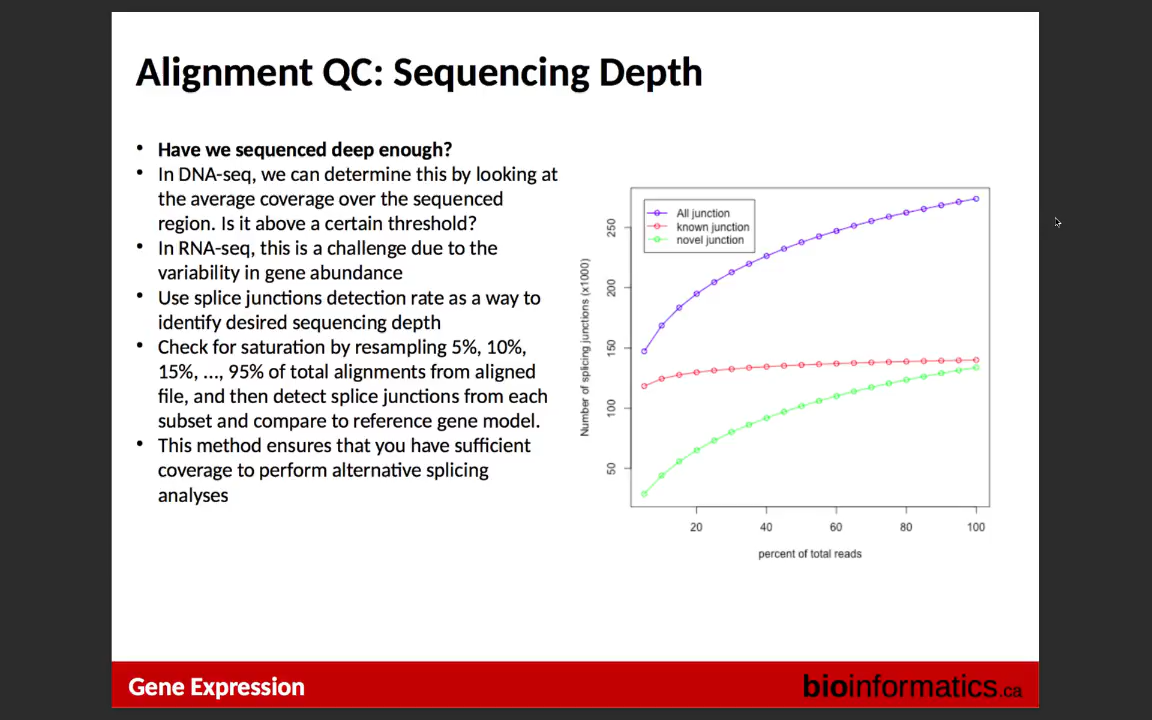 Alignment QC: Sequencing Depth
• Have we sequenced deep enough?
• In DNA-seq, we can determine this by looking at
the average coverage over the sequenced
region. Is it above a certain threshold?
• In RNA-seq, this is a challenge due to the
variability in gene abundance
• Use splice junctions detection rate as a way to
identify desired sequencing depth
• Check for saturation by resampling 5%, 10%,
15%, ..., 95% of total alignments from aligned
file, and then detect splice junctions from each
subset and compare to reference gene model.
• This method ensures that you have sufficient
coverage to perform alternative splicing
analyses
All junction
known junction
novel junction
Number of splicing junctions (x1000)
250
200
150
100
50
20 40 60 80 100
percent of total reads
Gene Expression
bioinformatics.ca